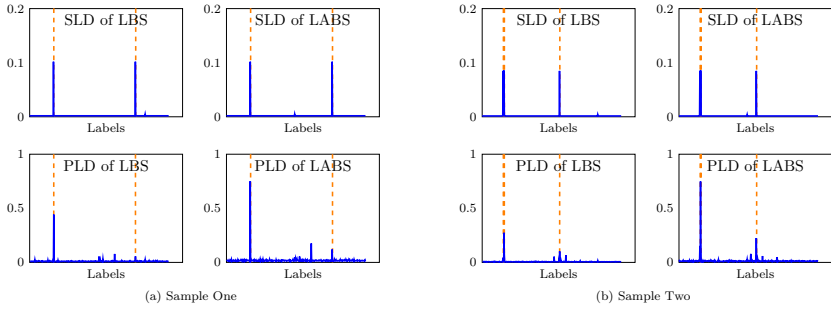 0.2
SLD of LBS
0.1
0
Labels
0.2
SLD of LABS
0.1
0
Labels
1
PLD of LBS
0.5
0
Labels
1
PLD of LABS
0.5
0
Labels
(a) Sample One
0.2
SLD of LBS
0.1
0
Labels
0.2
SLD of LABS
0.1
0
Labels
1
PLD of LBS
0.5
0
Labels
1
PLD of LABS
0.5
0
Labels
(b) Sample Two